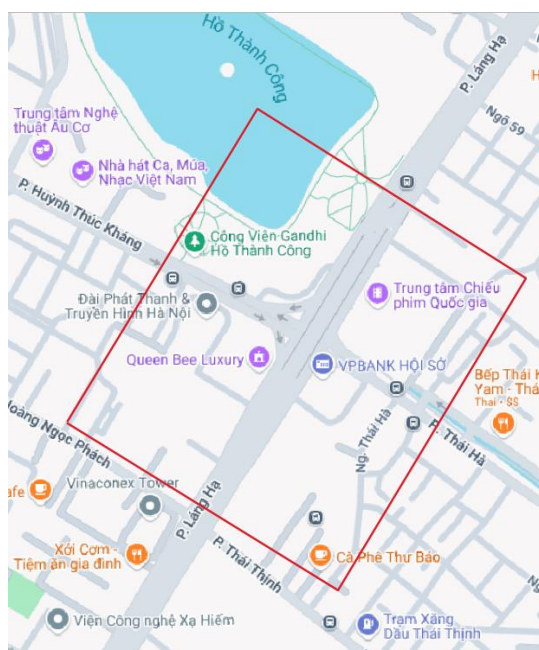 Hồ Thành Công
P. Láng Hạ
H
Ngõ 59
Trung tâm Nghệ
thuật Âu Cơ
Nhà hát Ca, Múa,
Nhạc Việt Nam
P. Huỳnh Thúc Kháng
Công Viên Gandhi
Hồ Thành Công
Đài Phát Thanh &
Truyền Hình Hà Nội
Trung tâm Chiếu
phim Quốc gia
Queen Bee Luxury
VPBANK HỘI SỞ
Bếp Thái K
Yam - Thá
Thai - $$
P. Thái Hà
Ng. Thái Hà
Hoàng Ngọc Phách
afe
Vinaconex Tower
P. Láng Hạ
Xới Cơm -
Tiệm ăn gia đình
P. Thái Thịnh
Cà Phê Thư Báo
Ng
Viện Công nghệ Xạ Hiếm
Trạm Xăng
Dầu Thái Thịnh